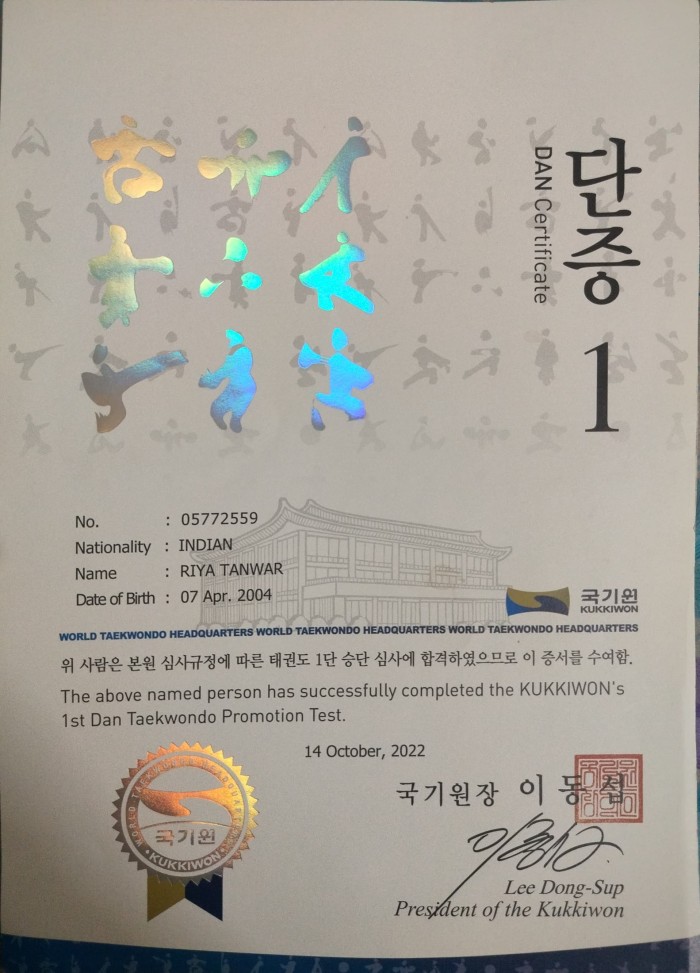 단증
DAN Certificate
1
No. : 05772559
Nationality : INDIAN
Name : RIYA TANWAR
Date of Birth : 07 Apr. 2004
국기원
KUKKIWON
WORLD TAEKWONDO HEADQUARTERS WORLD TAEKWONDO HEADQUARTERS WORLD TAEKWONDO HEADQUARTERS
위 사람은 본원 심사규정에 따른 태권도 1단 승단 심사에 합격하였으므로 이 증서를 수여함.
The above named person has successfully completed the KUKKIWON's
1st Dan Taekwondo Promotion Test.
14 October, 2022
국기원장 이동섭
WORLD TAEKWONDO HEADQUARTERS
국기원
KUKKIWON
Lee Dong-Sup
President of the Kukkiwon